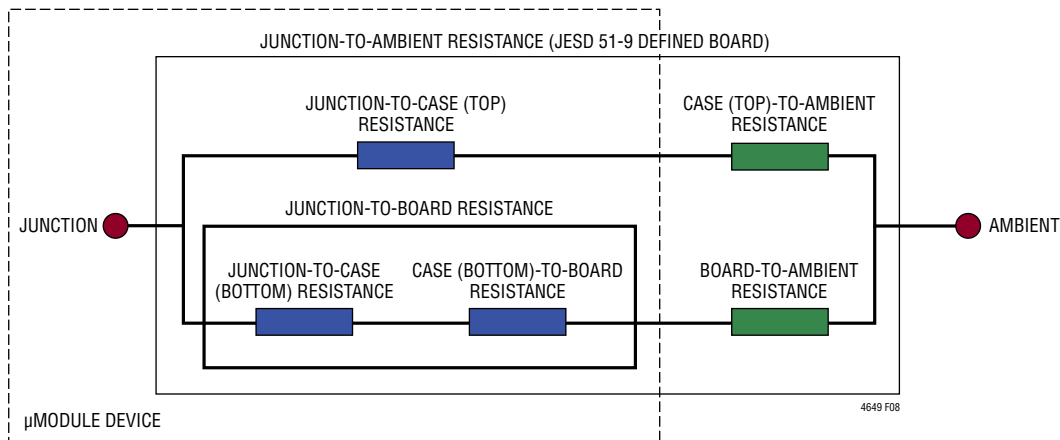 JUNCTION-TO-AMBIENT RESISTANCE (JESD 51-9 DEFINED BOARD)
JUNCTION-TO-CASE (TOP)
RESISTANCE
CASE (TOP)-TO-AMBIENT
RESISTANCE
JUNCTION
JUNCTION-TO-BOARD RESISTANCE
AMBIENT
JUNCTION-TO-CASE
(BOTTOM) RESISTANCE
CASE (BOTTOM)-TO-BOARD
RESISTANCE
BOARD-TO-AMBIENT
RESISTANCE
4649 F08
µMODULE DEVICE